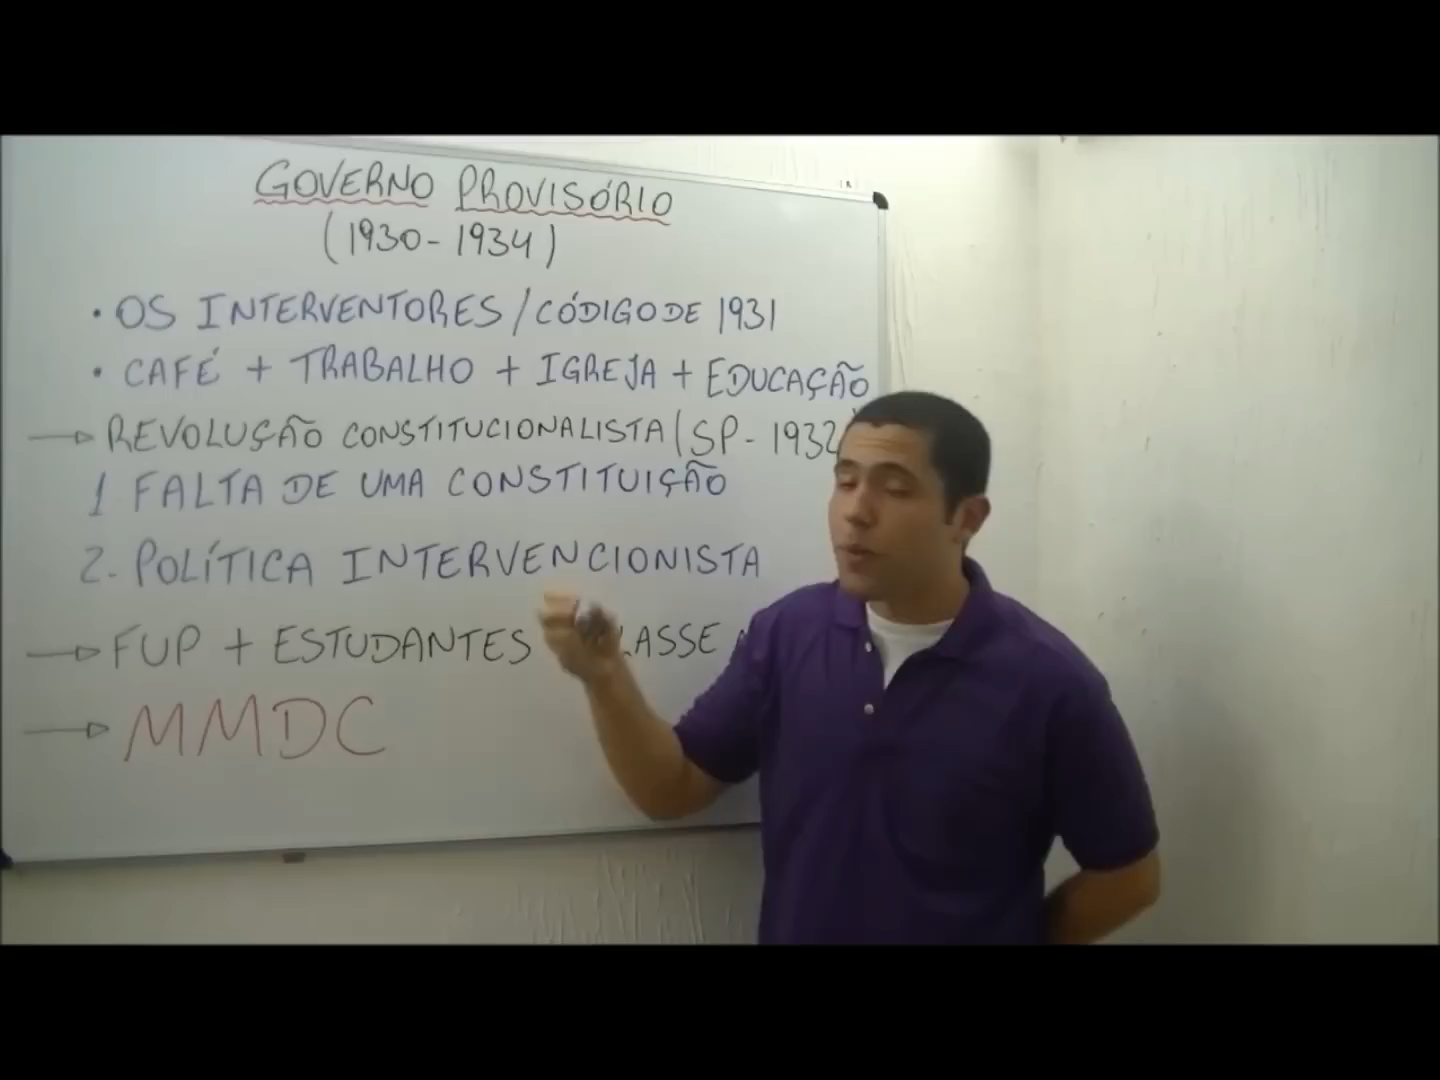 GOVERNO PROVISÓRIO
(1930-1934)
• OS INTERVENTORES / CÓDIGO DE 1931
• CAFÉ + TRABALHO + IGREJA + EDUCAÇÃO
→ REVOLUÇÃO CONSTITUCIONALISTA (SP - 1932
1 FALTA DE UMA CONSTITUIÇÃO
2. POLÍTICA INTERVENCIONISTA
→ FUP + ESTUDANTES
→ MMDC